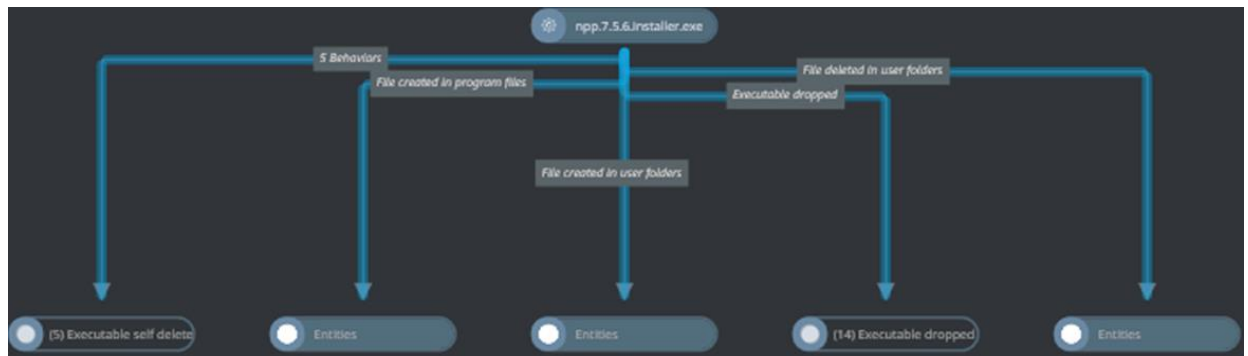 npp.7.5.6.Installer.exe
5 Behaviors
File deleted in user folders
File created in program files
Executable dropped
File created in user folders
(5) Executable self delete
Entities
Entities
(14) Executable dropped
Entities